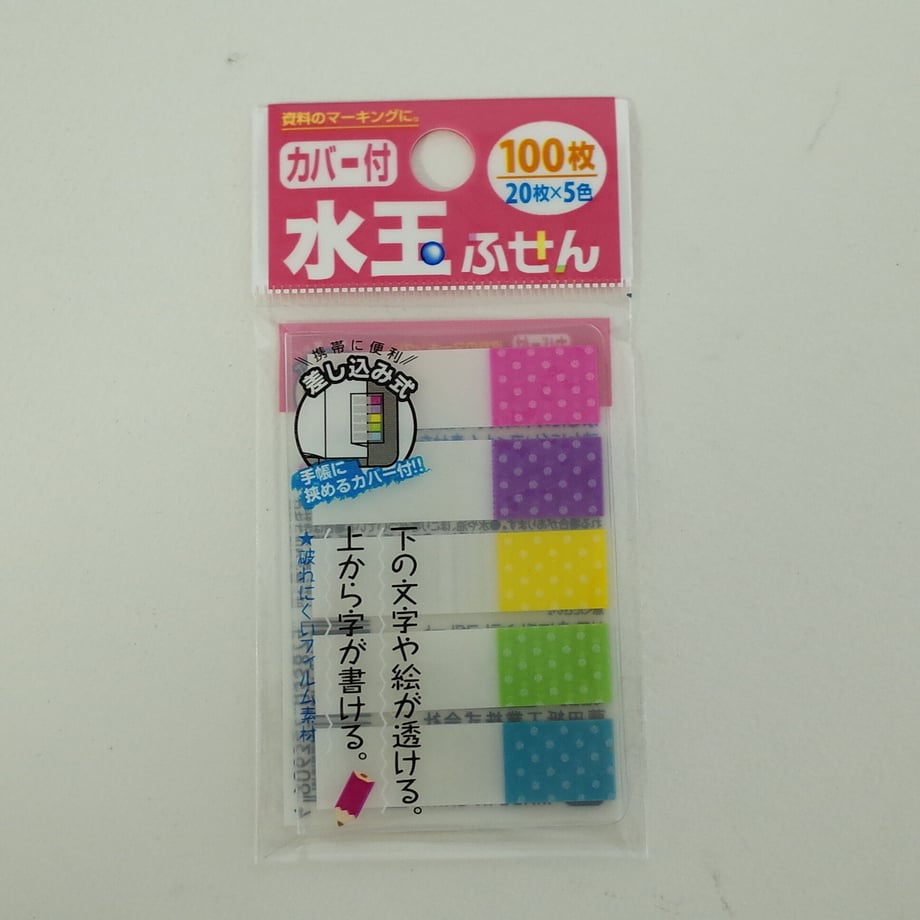 資料のマーキングに。
カバー付
100枚
20枚×5色
水玉ふせん
携帯に便利
差し込み式
手帳に
挟めるカバー付!!
下の文字や絵が透ける。
上から字が書ける。
★破れにくいフィルム素材